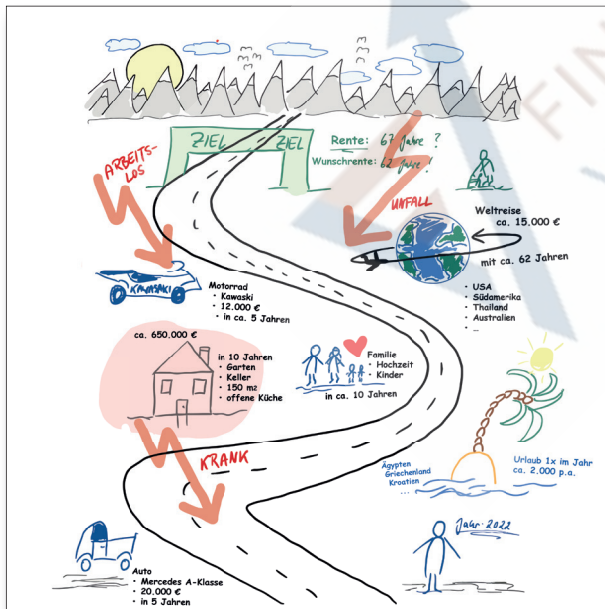 FIN
ZIEL ZIEL
Rente: 67 Jahre ?
Wunschrente: 62 Jahre !
ARBEITS-
LOS
UNFALL
Weltreise
ca. 15.000 €
mit ca. 62 Jahren
• USA
• Südamerika
• Thailand
• Australien
• ...
KAWASAKI
Motorrad
• Kawaski
• 12.000 €
• in ca. 5 Jahren
ca. 650.000 €
in 10 Jahren
• Garten
• Keller
• 150 m2
• offene Küche
Familie
• Hochzeit
• Kinder
in ca. 10 Jahren
KRANK
Ägypten
Griechenland
Kroatien
...
Urlaub 1x im Jahr
ca. 2.000 p.a.
Jahr 2022
Auto
• Mercedes A-Klasse
• 20.000 €
• in 5 Jahren